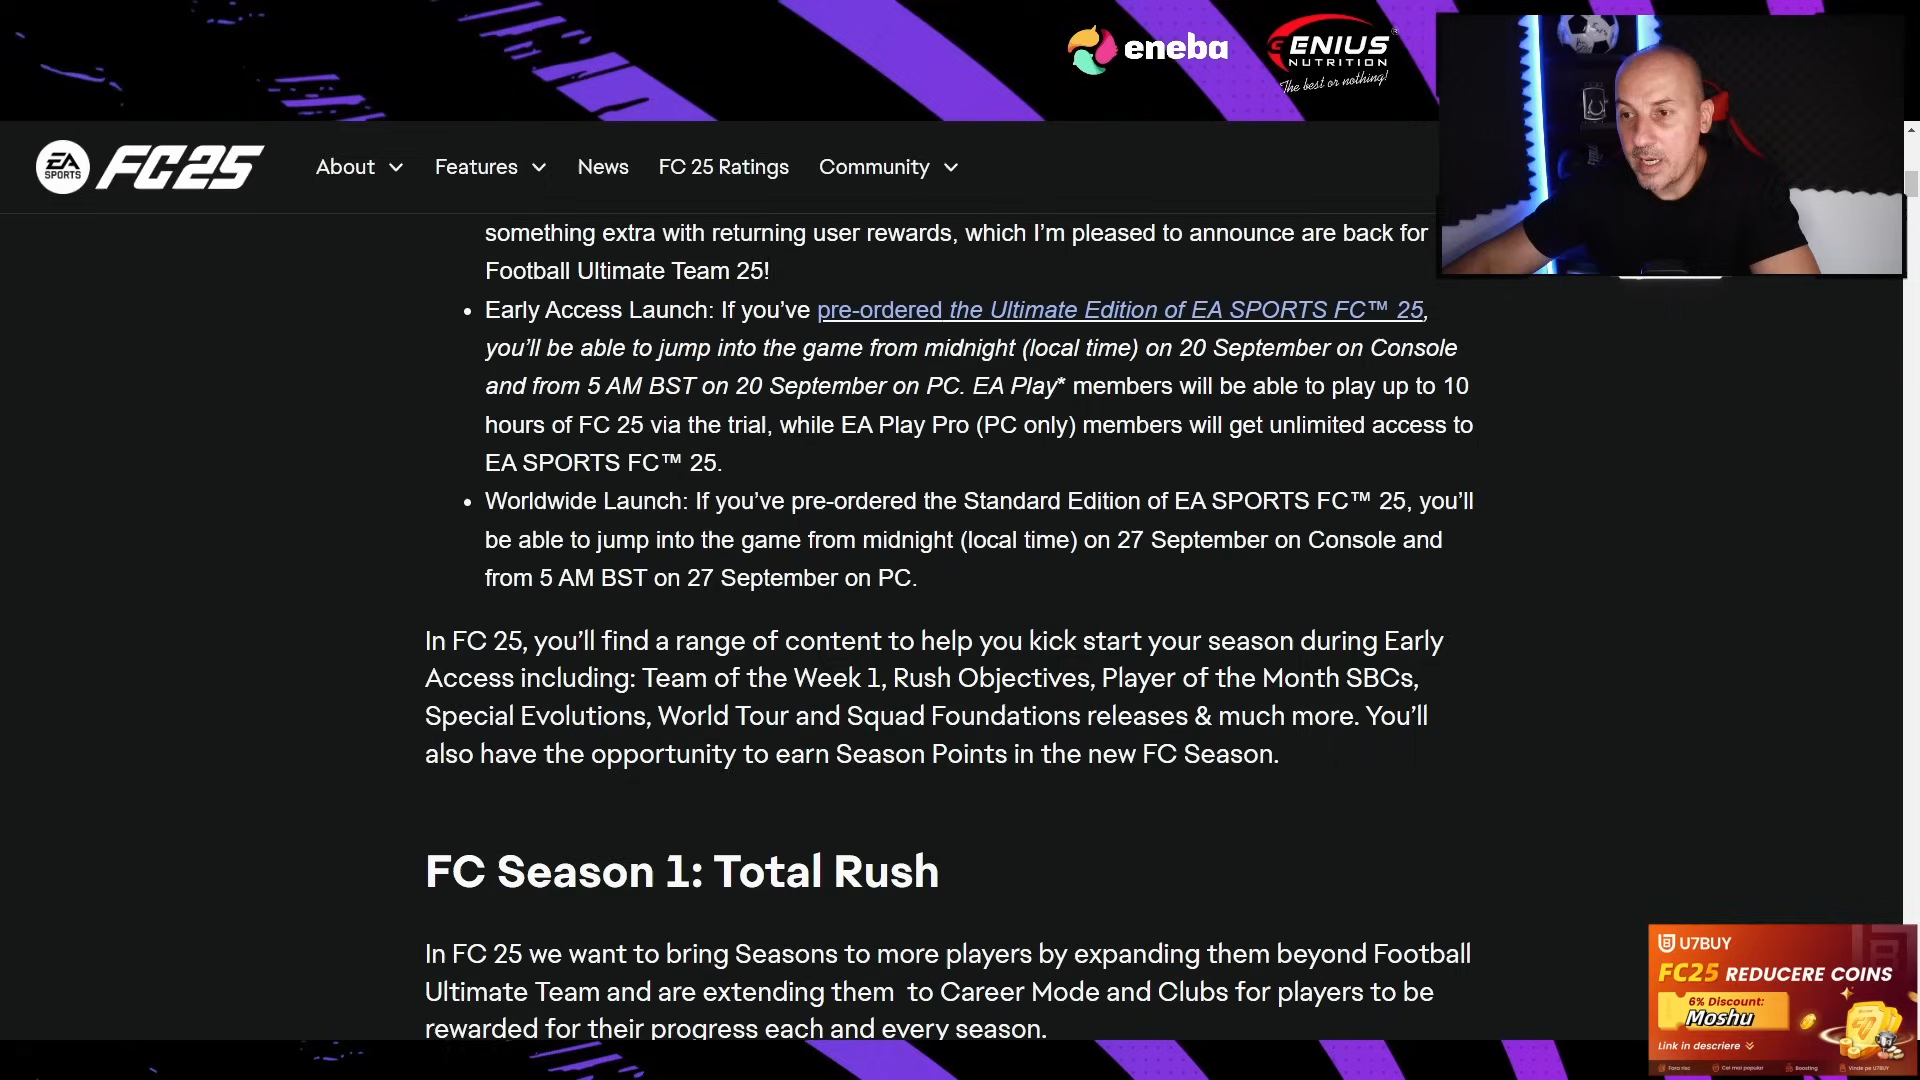 eneba
GENIUS
NUTRITION
The best or nothing!
EA
SPORTS
FC25
About
Features
News
FC 25 Ratings
Community
something extra with returning user rewards, which I’m pleased to announce are back for
Football Ultimate Team 25!
• Early Access Launch: If you’ve pre-ordered the Ultimate Edition of EA SPORTS FC™ 25,
you’ll be able to jump into the game from midnight (local time) on 20 September on Console
and from 5 AM BST on 20 September on PC. EA Play* members will be able to play up to 10
hours of FC 25 via the trial, while EA Play Pro (PC only) members will get unlimited access to
EA SPORTS FC™ 25.
• Worldwide Launch: If you’ve pre-ordered the Standard Edition of EA SPORTS FC™ 25, you’ll
be able to jump into the game from midnight (local time) on 27 September on Console and
from 5 AM BST on 27 September on PC.
In FC 25, you’ll find a range of content to help you kick start your season during Early
Access including: Team of the Week 1, Rush Objectives, Player of the Month SBCs,
Special Evolutions, World Tour and Squad Foundations releases & much more. You’ll
also have the opportunity to earn Season Points in the new FC Season.
FC Season 1: Total Rush
In FC 25 we want to bring Seasons to more players by expanding them beyond Football
Ultimate Team and are extending them to Career Mode and Clubs for players to be
rewarded for their progress each and every season.
U7BUY
FC25 REDUCERE COINS
6% Discount:
Moshu
Link in descriere
Fara risc
Cel mai popular
Boosting
Vinde pe U7BUY